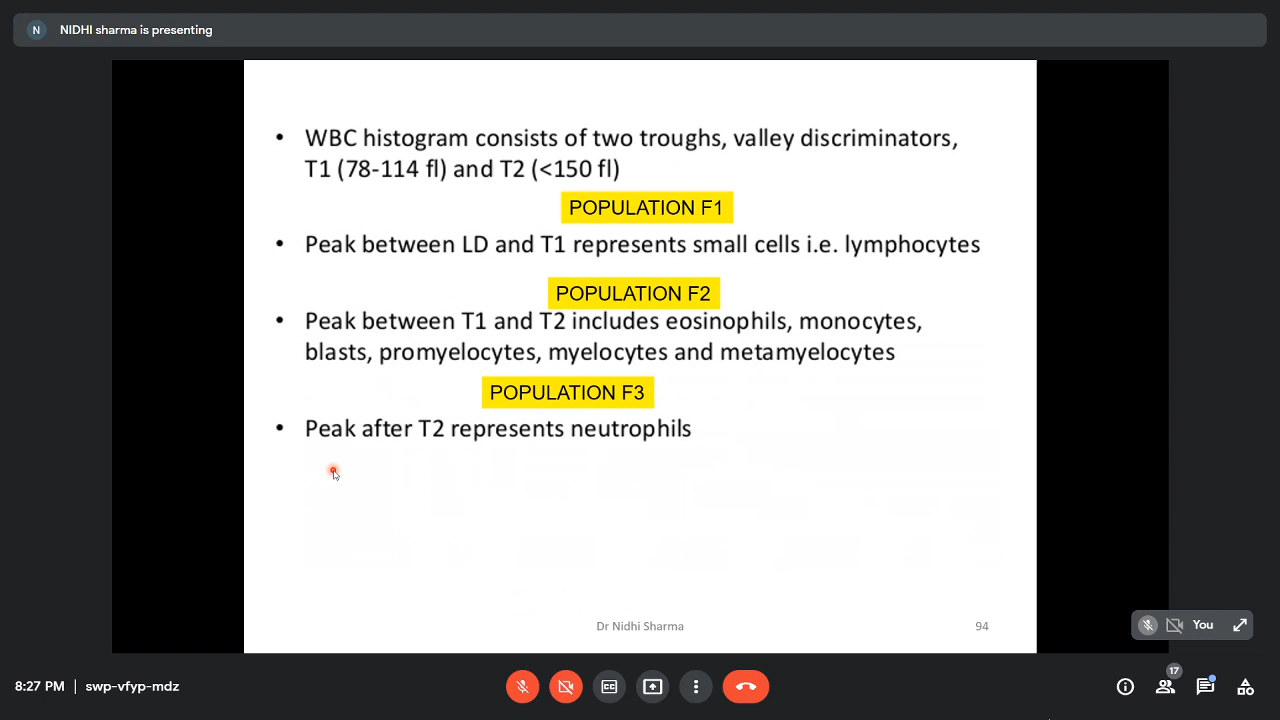 N NIDHI sharma is presenting
• WBC histogram consists of two troughs, valley discriminators,
T1 (78-114 fl) and T2 (<150 fl)
POPULATION F1
• Peak between LD and T1 represents small cells i.e. lymphocytes
POPULATION F2
• Peak between T1 and T2 includes eosinophils, monocytes,
blasts, promyelocytes, myelocytes and metamyelocytes
POPULATION F3
• Peak after T2 represents neutrophils
Dr Nidhi Sharma 94
You
8:27 PM | swp-vfyp-mdz
CC
17